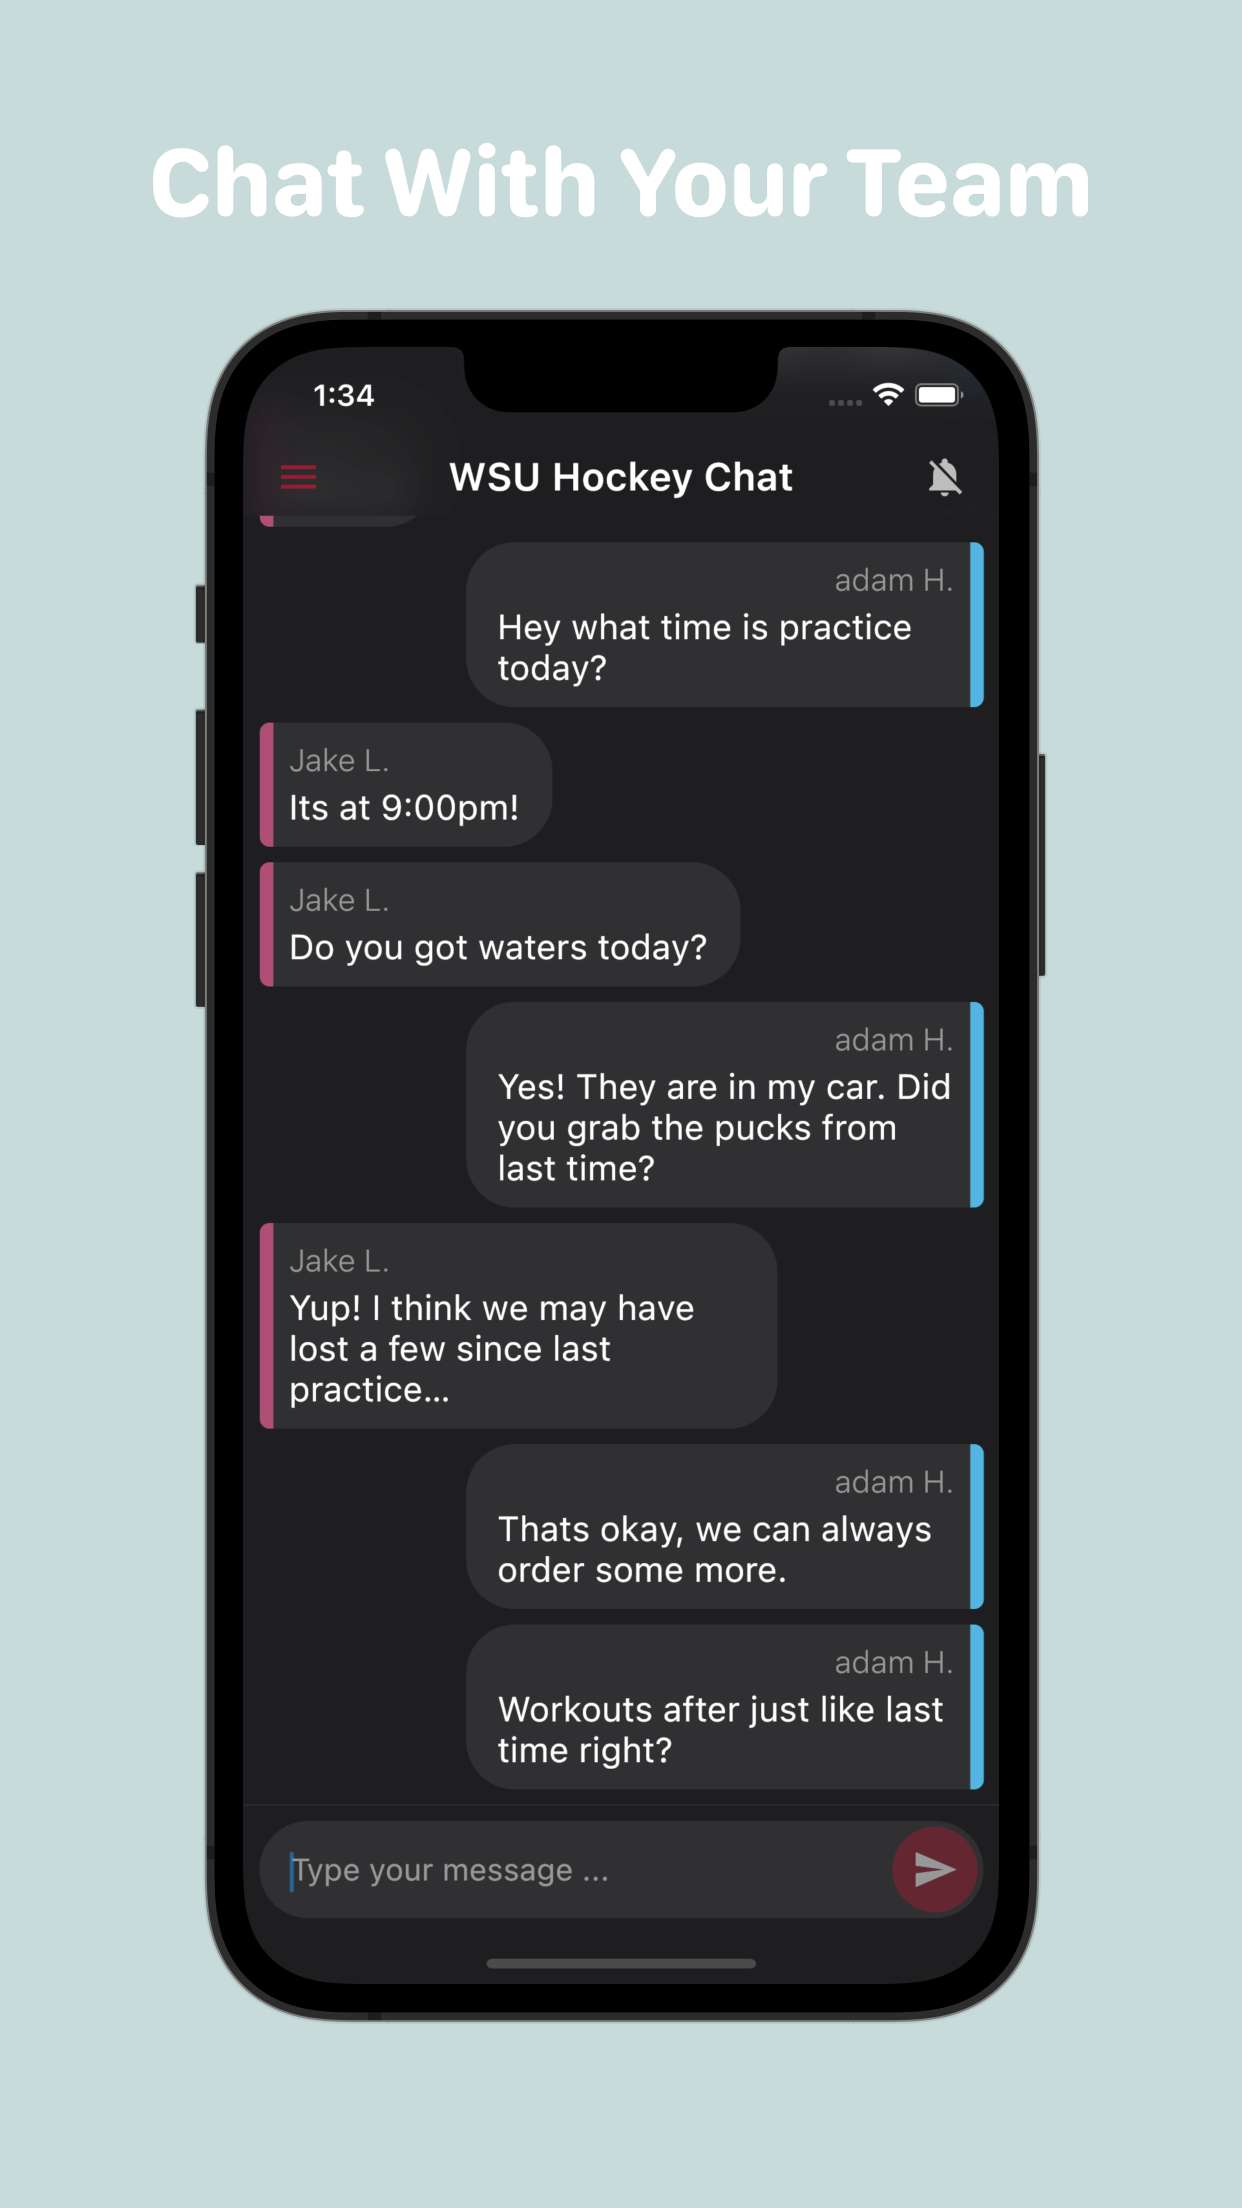 Chat With Your Team
1:34
WSU Hockey Chat
adam H.
Hey what time is practice
today?
Jake L.
Its at 9:00pm!
Jake L.
Do you got waters today?
adam H.
Yes! They are in my car. Did
you grab the pucks from
last time?
Jake L.
Yup! I think we may have
lost a few since last
practice...
adam H.
Thats okay, we can always
order some more.
adam H.
Workouts after just like last
time right?
Type your message ...